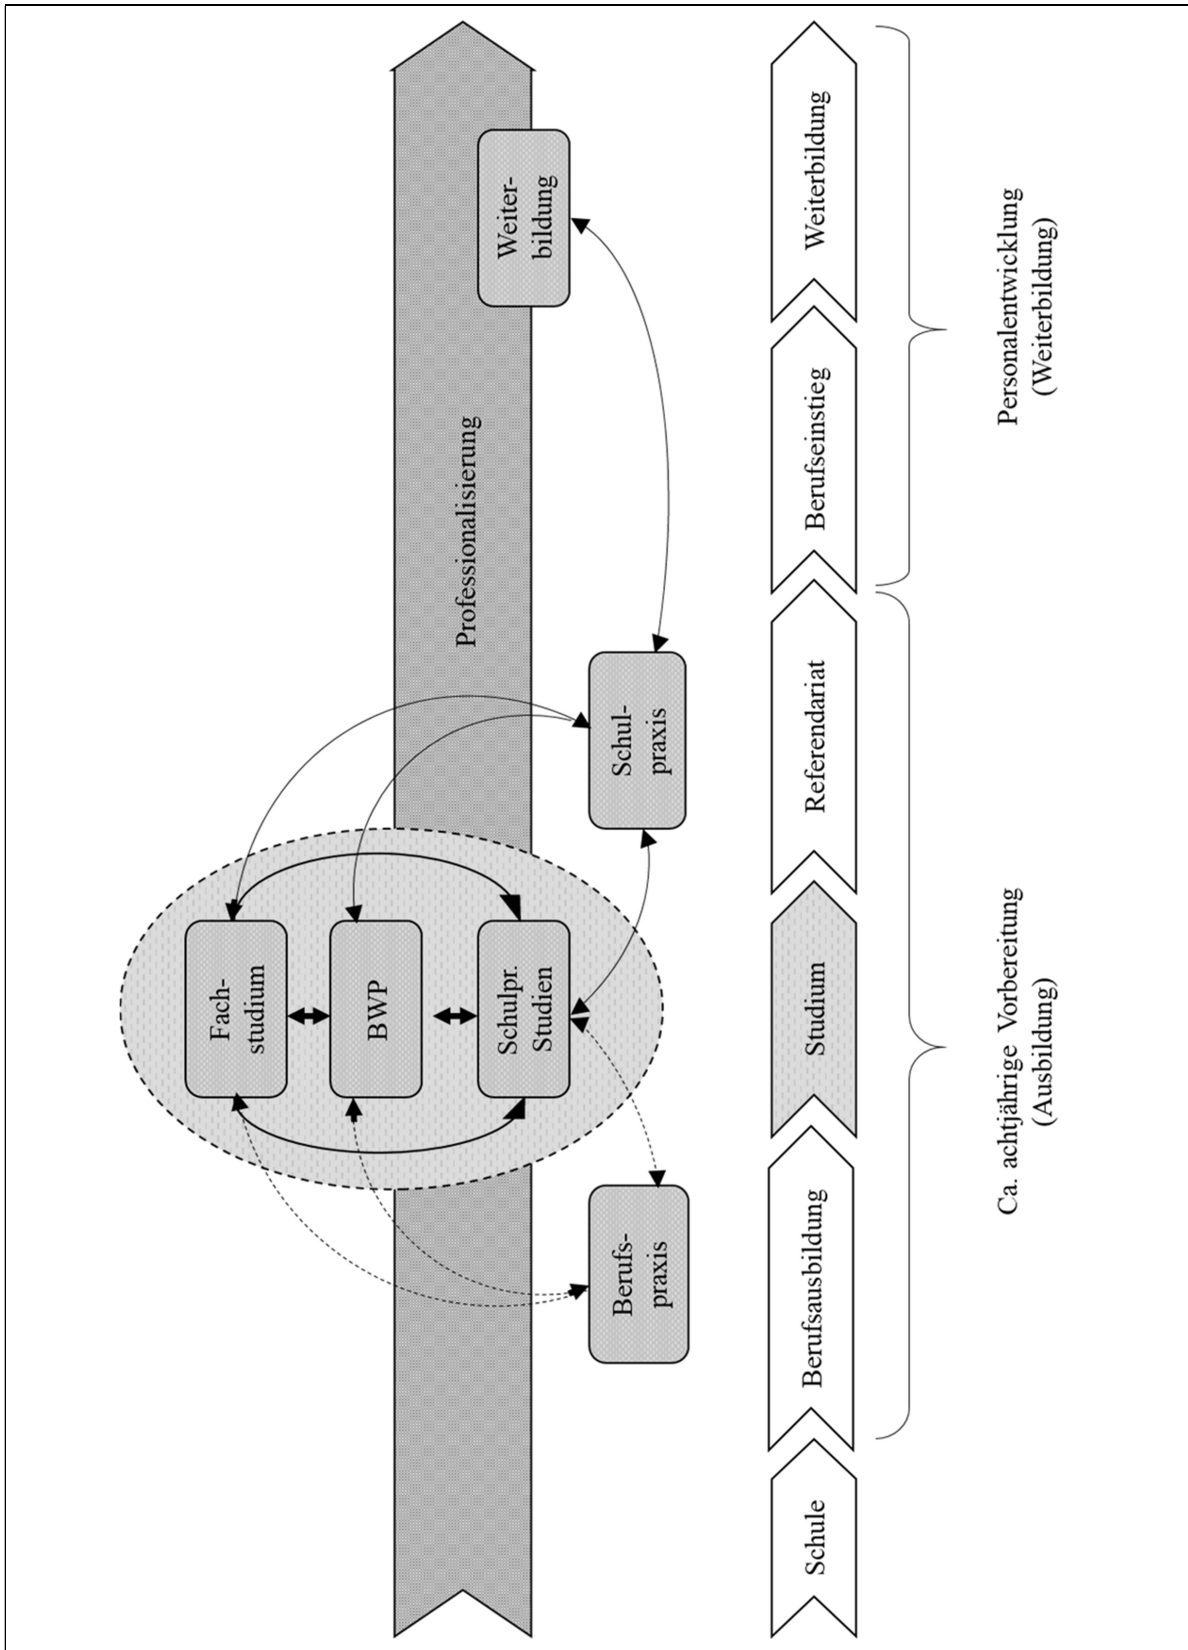 Professionalisierung
Fach-
studium
BWP
Schulpr.
Studien
Berufs-
praxis
Schul-
praxis
Weiter-
bildung
Schule
Berufsausbildung
Studium
Referendariat
Berufseinstieg
Weiterbildung
Ca. achtjährige Vorbereitung
(Ausbildung)
Personalentwicklung
(Weiterbildung)